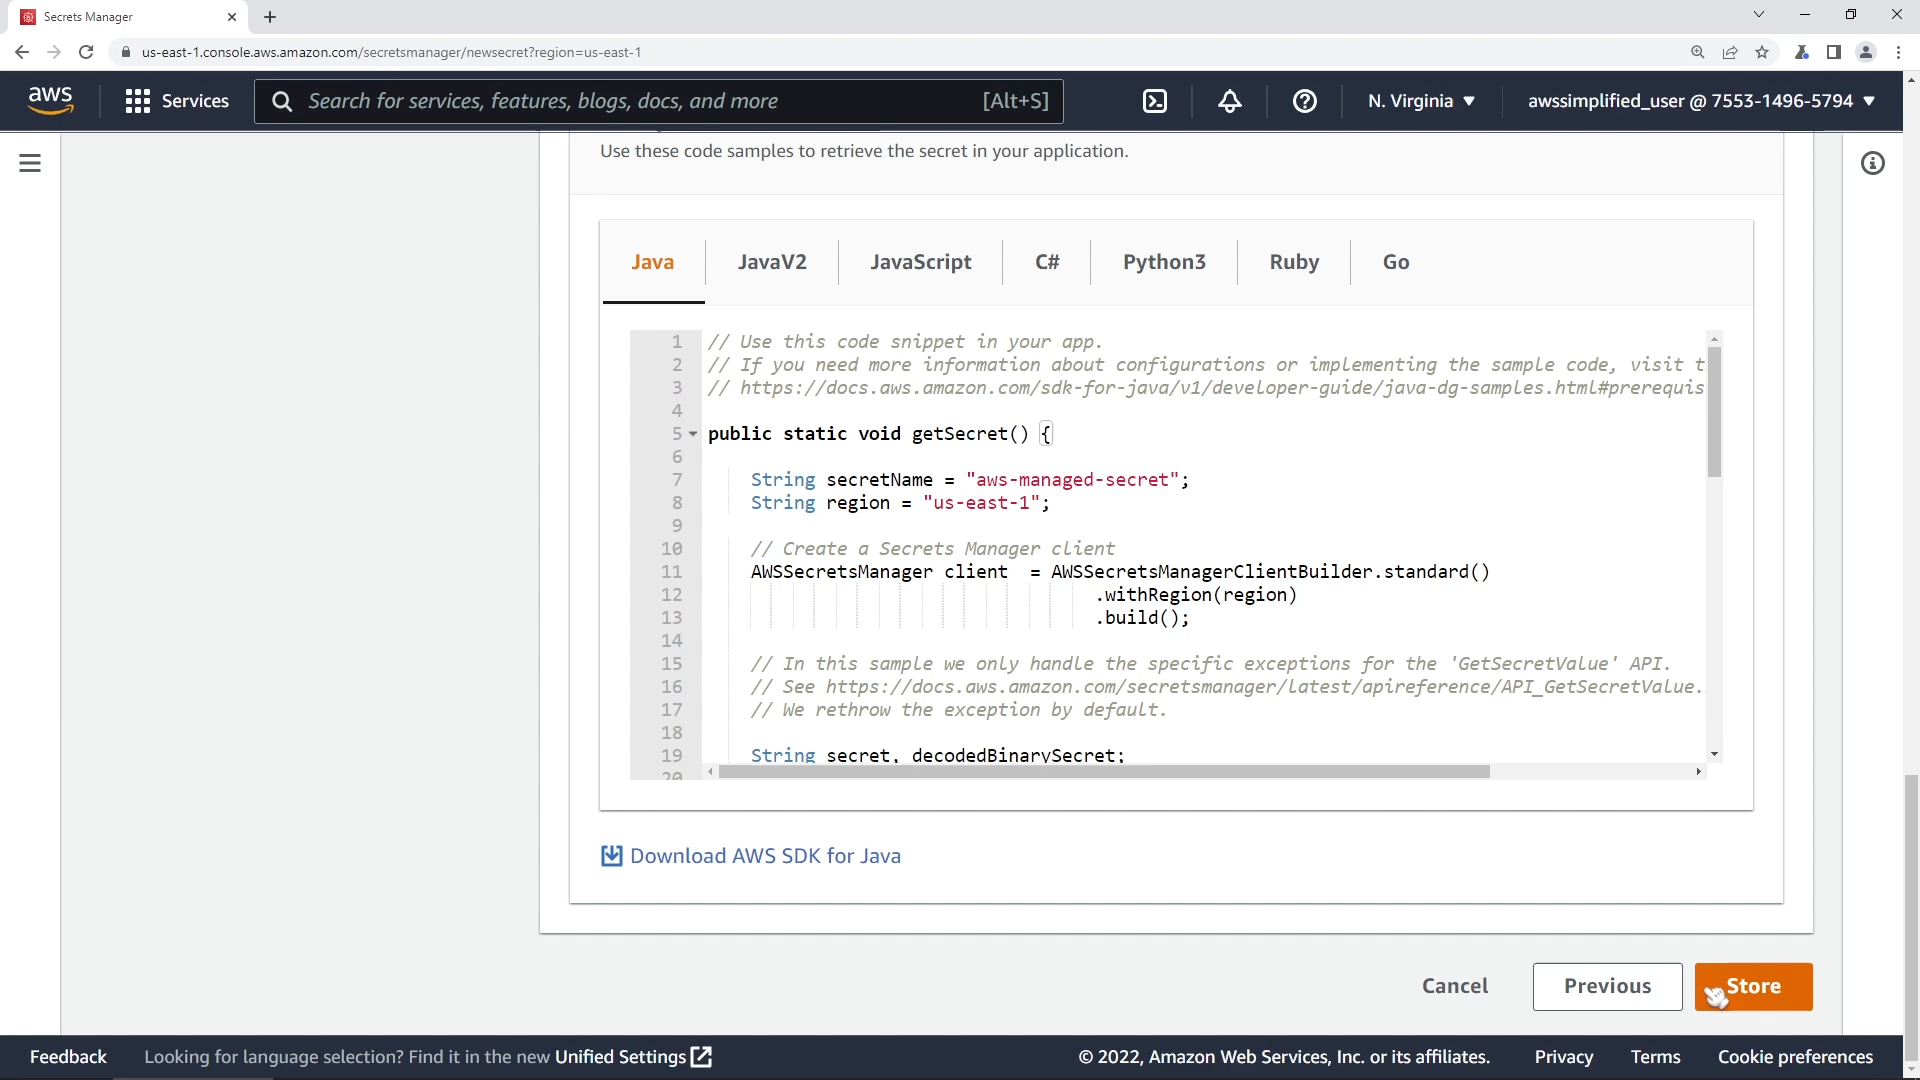 Secrets Manager
us-east-1.console.aws.amazon.com/secretsmanager/newsecret?region=us-east-1
aws
Services
Search for services, features, blogs, docs, and more
[Alt+S]
N. Virginia
awssimplified_user @ 7553-1496-5794
Use these code samples to retrieve the secret in your application.
Java
JavaV2
JavaScript
C#
Python3
Ruby
Go
1 // Use this code snippet in your app.
2 // If you need more information about configurations or implementing the sample code, visit t
3 // https://docs.aws.amazon.com/sdk-for-java/v1/developer-guide/java-dg-samples.html#prerequis
4
5 public static void getSecret() {
6
7 String secretName = "aws-managed-secret";
8 String region = "us-east-1";
9
10 // Create a Secrets Manager client
11 AWSSecretsManager client  = AWSSecretsManagerClientBuilder.standard()
12 .withRegion(region)
13 .build();
14
15 // In this sample we only handle the specific exceptions for the 'GetSecretValue' API.
16 // See https://docs.aws.amazon.com/secretsmanager/latest/apireference/API_GetSecretValue.
17 // We rethrow the exception by default.
18
19 String secret, decodedBinarySecret;
20
Download AWS SDK for Java
Cancel
Previous
Store
Feedback
Looking for language selection? Find it in the new Unified Settings
© 2022, Amazon Web Services, Inc. or its affiliates.
Privacy
Terms
Cookie preferences